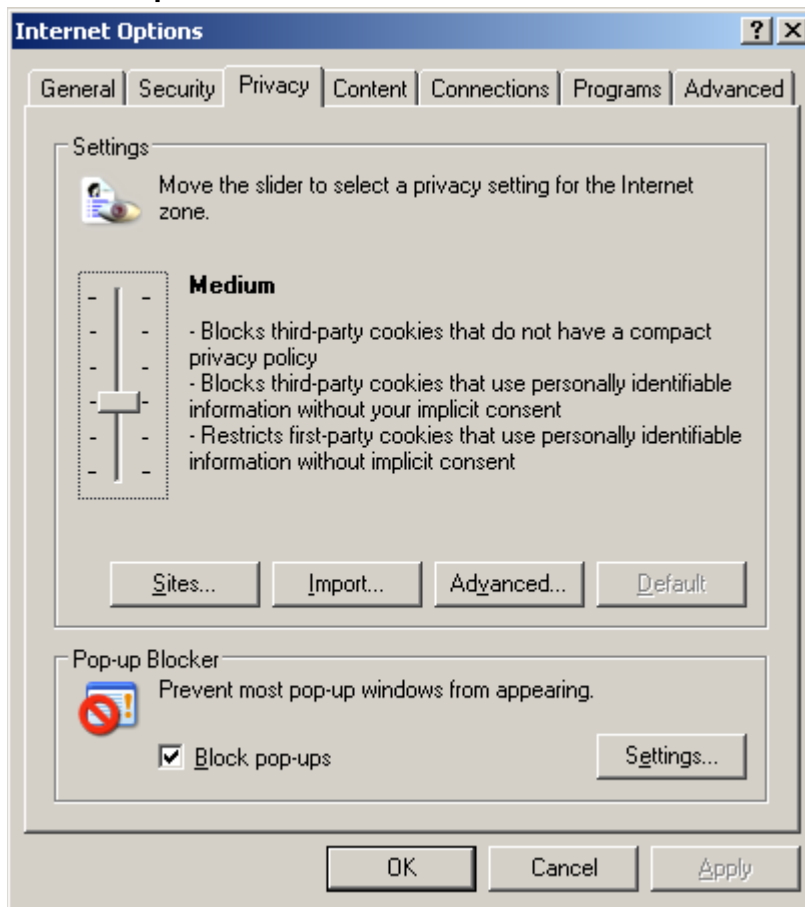 Internet Options
General Security Privacy Content Connections Programs Advanced
Settings
Move the slider to select a privacy setting for the Internet
zone.
Medium
- Blocks third-party cookies that do not have a compact
privacy policy
- Blocks third-party cookies that use personally identifiable
information without your implicit consent
- Restricts first-party cookies that use personally identifiable
information without implicit consent
Sites... Import... Advanced... Default
Pop-up Blocker
Prevent most pop-up windows from appearing.
Block pop-ups Settings...
OK Cancel Apply